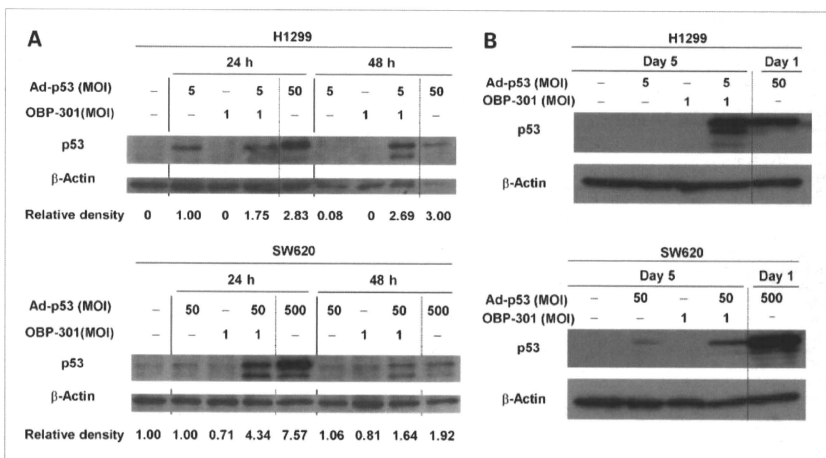 A
H1299
24 h 48 h
Ad-p53 (MOI) – 5 – 5 50 5 – 5 50
OBP-301(MOI) – – 1 1 – – 1 1 –
p53
β-Actin
Relative density 0 1.00 0 1.75 2.83 0.08 0 2.69 3.00
SW620
24 h 48 h
Ad-p53 (MOI) – 50 – 50 500 50 – 50 500
OBP-301(MOI) – – 1 1 – – 1 1 –
p53
β-Actin
Relative density 1.00 1.00 0.71 4.34 7.57 1.06 0.81 1.64 1.92
B
H1299
Day 5 Day 1
Ad-p53 (MOI) – 5 – 5 50
OBP-301 (MOI) – – 1 1 –
p53
β-Actin
SW620
Day 5 Day 1
Ad-p53 (MOI) – 50 – 50 500
OBP-301 (MOI) – – 1 1 –
p53
β-Actin